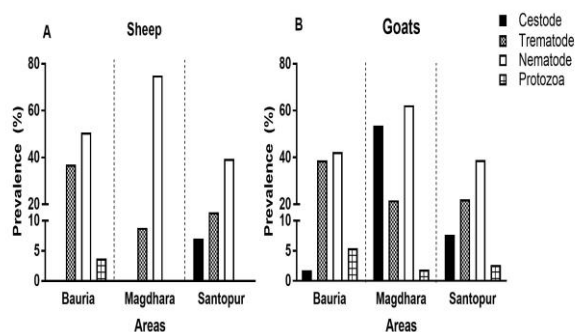 A
Sheep
Prevalence (%)
80
60
40
20
10
5
0
Bauria Magdhara Santopur
Areas
B
Goats
Prevalence (%)
80
60
40
20
10
5
0
Bauria Magdhara Santopur
Areas
Cestode
Trematode
Nematode
Protozoa